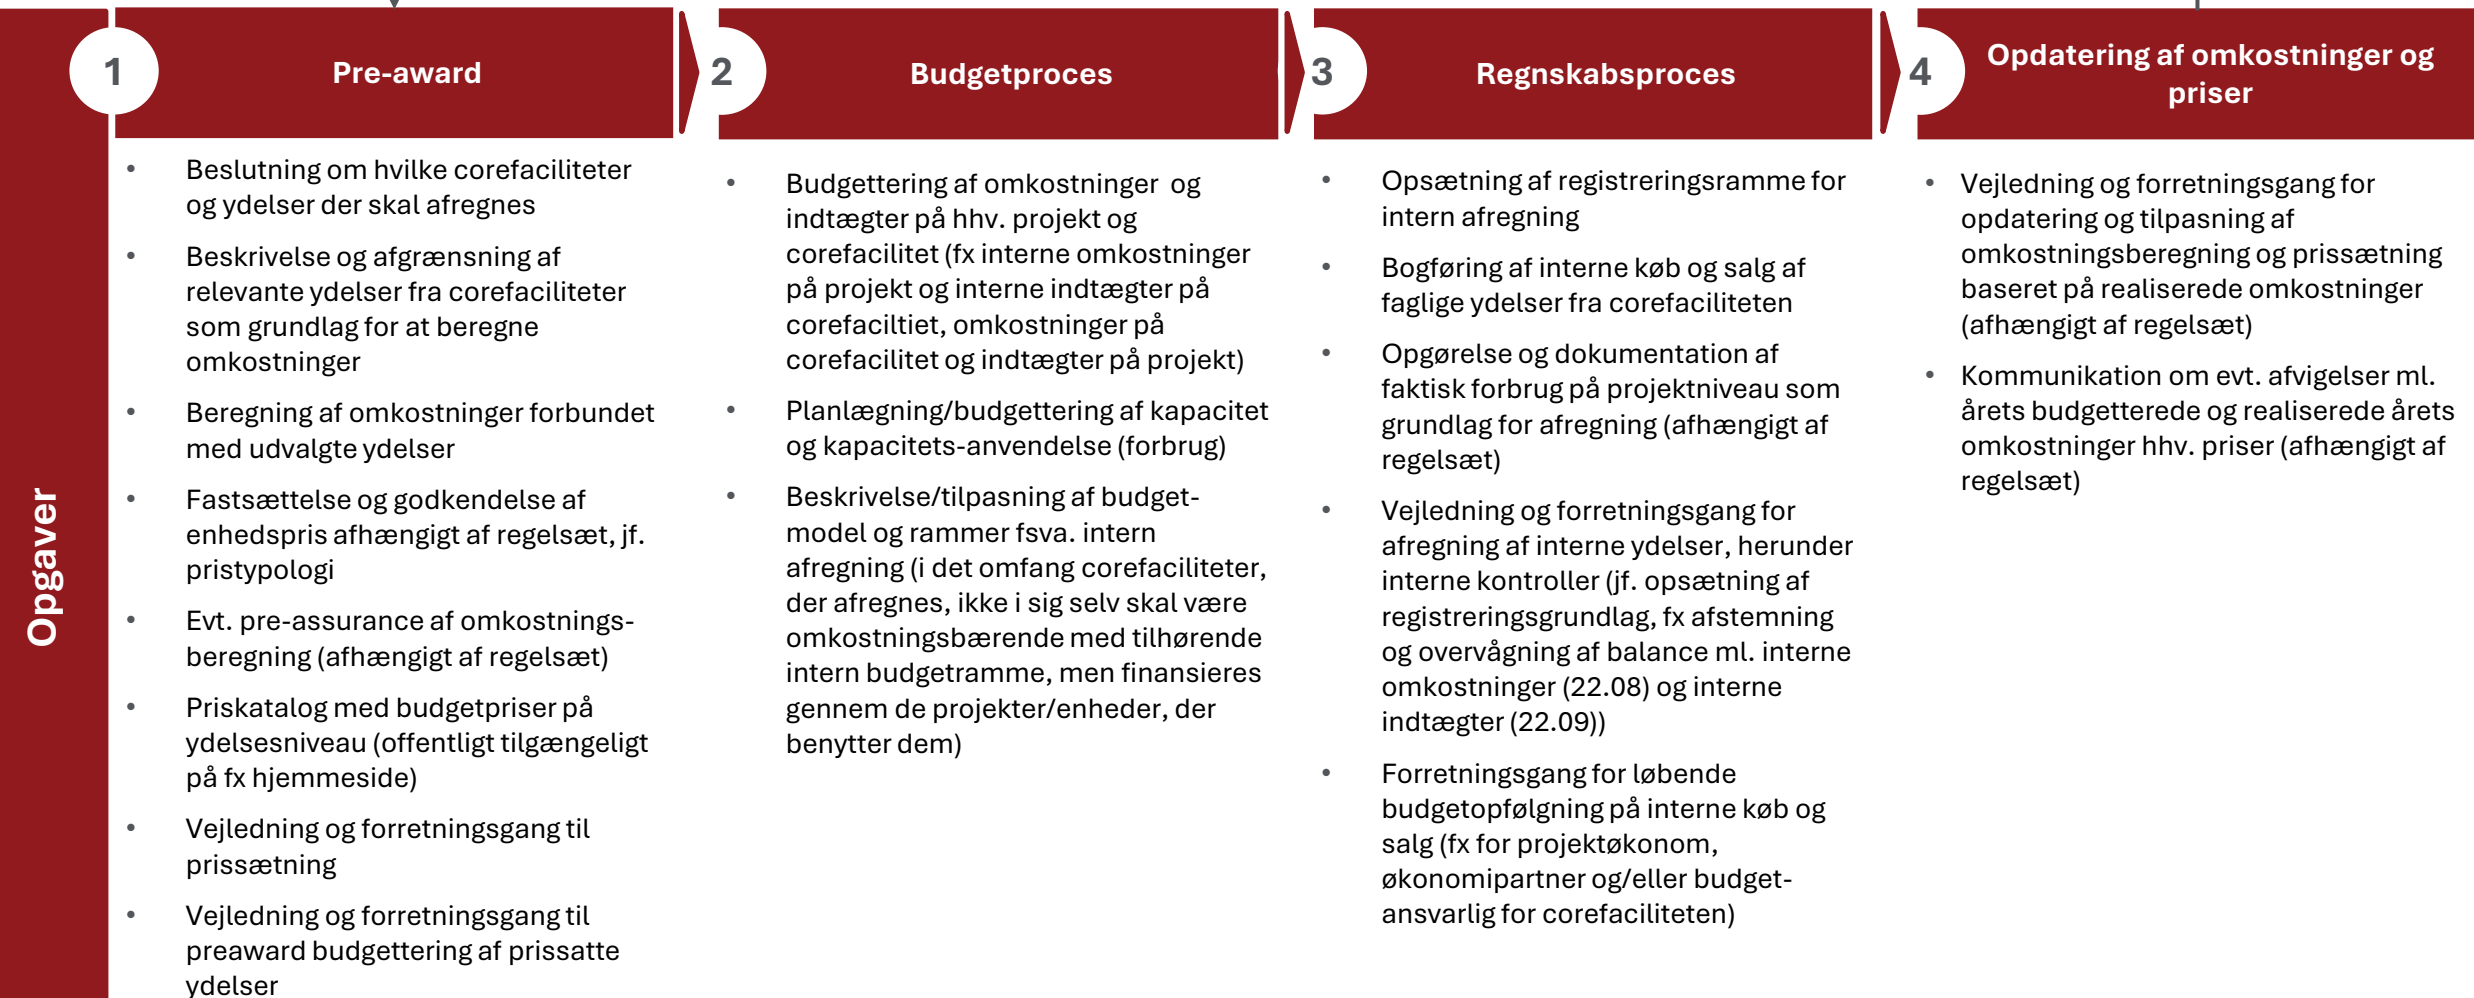 Opgaver
1
Pre-award
Beslutning om hvilke corefaciliteter
og ydelser der skal afregnes
Beskrivelse og afgrænsning af
relevante ydelser fra corefaciliteter
som grundlag for at beregne
omkostninger
Beregning af omkostninger forbundet
med udvalgte ydelser
Fastsættelse og godkendelse af
enhedspris afhængigt af regelsæt, jf.
pristypologi
Evt. pre-assurance af omkostnings-
beregning (afhængigt af regelsæt)
Priskatalog med budgetpriser på
ydelsesniveau (offentligt tilgængeligt
på fx hjemmeside)
Vejledning og forretningsgang til
prissætning
Vejledning og forretningsgang til
preaward budgettering af prissatte
ydelser
2
Budgetproces
Budgettering af omkostninger  og
indtægter på hhv. projekt og
corefacilitet (fx interne omkostninger
på projekt og interne indtægter på
corefaciltiet, omkostninger på
corefacilitet og indtægter på projekt)
Planlægning/budgettering af kapacitet
og kapacitets-anvendelse (forbrug)
Beskrivelse/tilpasning af budget-
model og rammer fsva. intern
afregning (i det omfang corefaciliteter,
der afregnes, ikke i sig selv skal være
omkostningsbærende med tilhørende
intern budgetramme, men finansieres
gennem de projekter/enheder, der
benytter dem)
3
Regnskabsproces
Opsætning af registreringsramme for
intern afregning
Bogføring af interne køb og salg af
faglige ydelser fra corefaciliteten
Opgørelse og dokumentation af
faktisk forbrug på projektniveau som
grundlag for afregning (afhængigt af
regelsæt)
Vejledning og forretningsgang for
afregning af interne ydelser, herunder
interne kontroller (jf. opsætning af
registreringsgrundlag, fx afstemning
og overvågning af balance ml. interne
omkostninger (22.08) og interne
indtægter (22.09))
Forretningsgang for løbende
budgetopfølgning på interne køb og
salg (fx for projektøkonom,
økonomipartner og/eller budget-
ansvarlig for corefaciliteten)
4
Opdatering af omkostninger og
priser
Vejledning og forretningsgang for
opdatering og tilpasning af
omkostningsberegning og prissætning
baseret på realiserede omkostninger
(afhængigt af regelsæt)
Kommunikation om evt. afvigelser ml.
årets budgetterede og realiserede årets
omkostninger hhv. priser (afhængigt af
regelsæt)